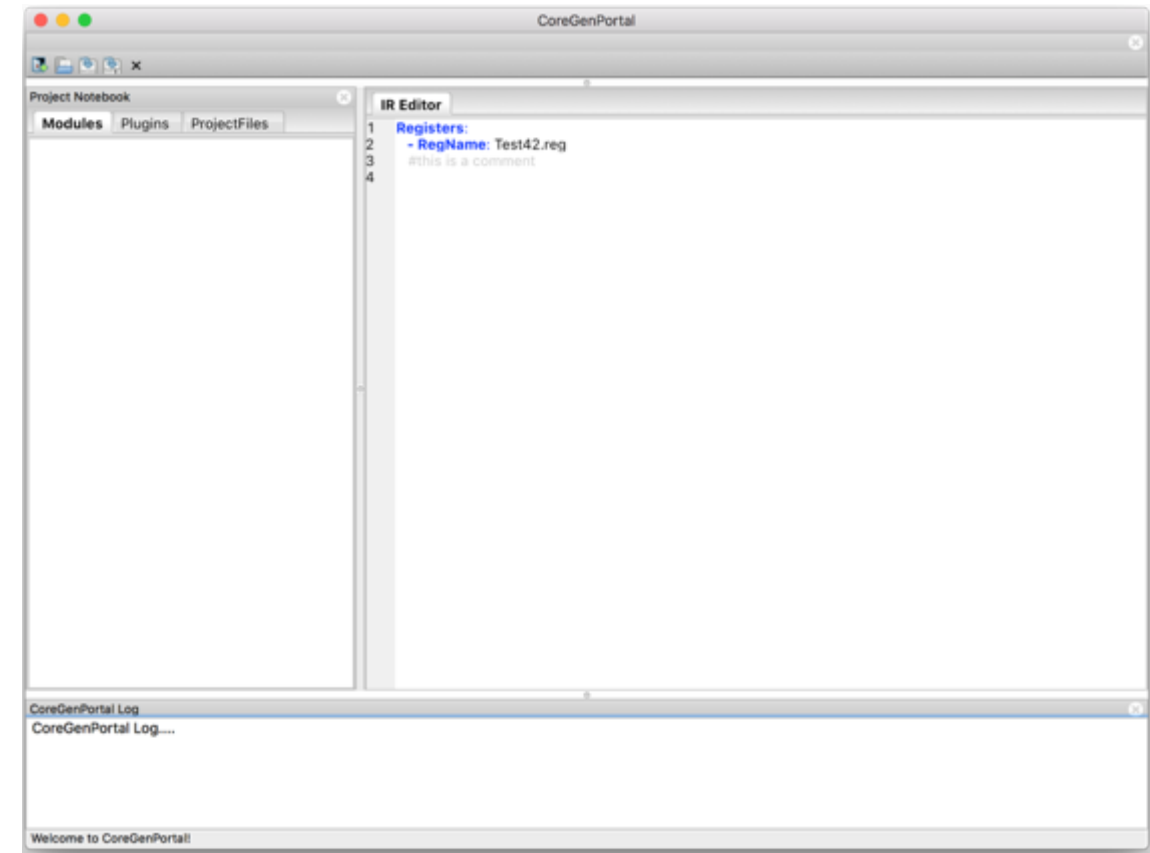 CoreGenPortal
Project Notebook
Modules Plugins ProjectFiles
IR Editor
1 Registers:
2 - RegName: Test42.reg
3 #this is a comment
4
CoreGenPortal Log
CoreGenPortal Log....
Welcome to CoreGenPortal!